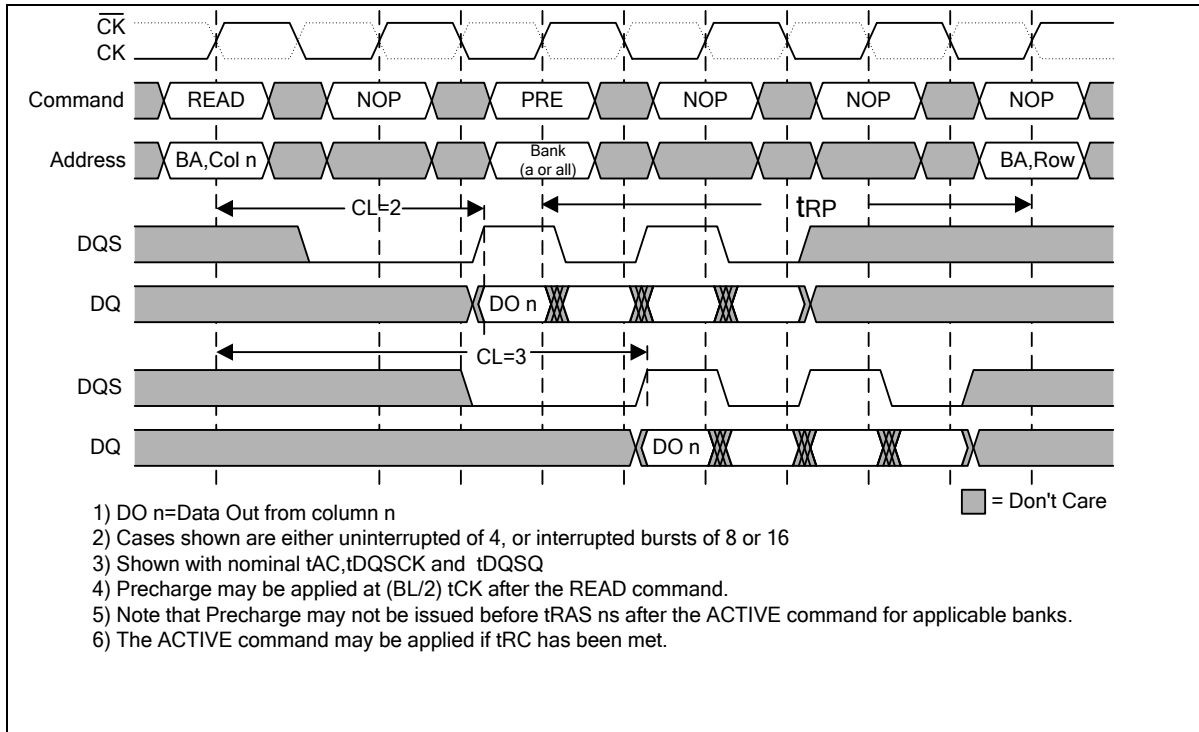 CK
CK
Command READ NOP PRE NOP NOP NOP
Address BA,Col n Bank (a or all) BA,Row
CL=2 tRP
DQS
DQ DO n
CL=3
DQS
DQ DO n
= Don't Care
1) DO n=Data Out from column n
2) Cases shown are either uninterrupted of 4, or interrupted bursts of 8 or 16
3) Shown with nominal tAC,tDQSCK and tDQSQ
4) Precharge may be applied at (BL/2) tCK after the READ command.
5) Note that Precharge may not be issued before tRAS ns after the ACTIVE command for applicable banks.
6) The ACTIVE command may be applied if tRC has been met.